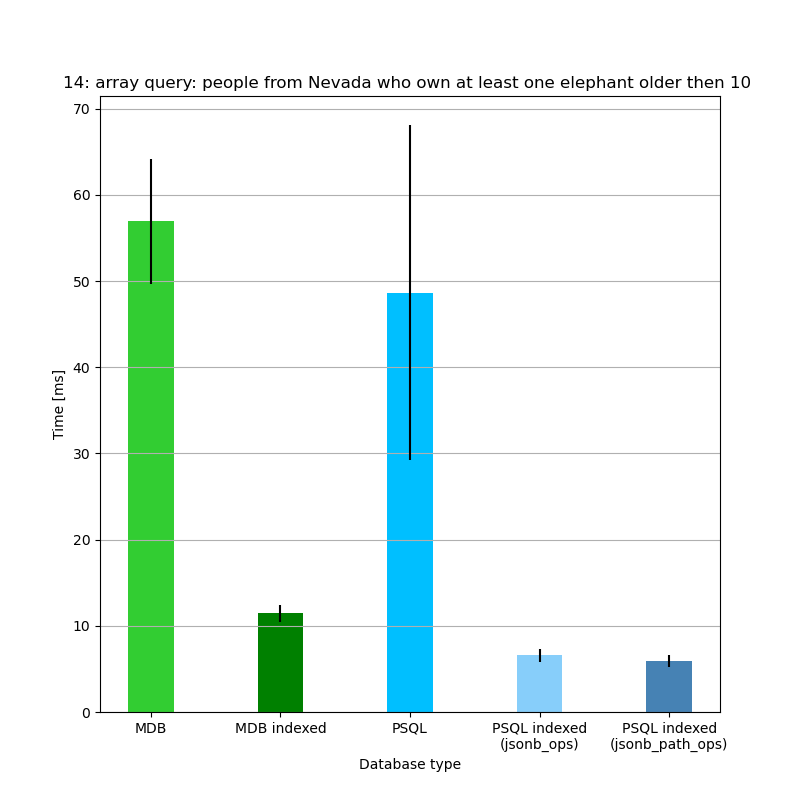 14: array query: people from Nevada who own at least one elephant older then 10
70
60
50
40
30
20
10
0
Time [ms]
MDB
MDB indexed
PSQL
PSQL indexed
(jsonb_ops)
PSQL indexed
(jsonb_path_ops)
Database type